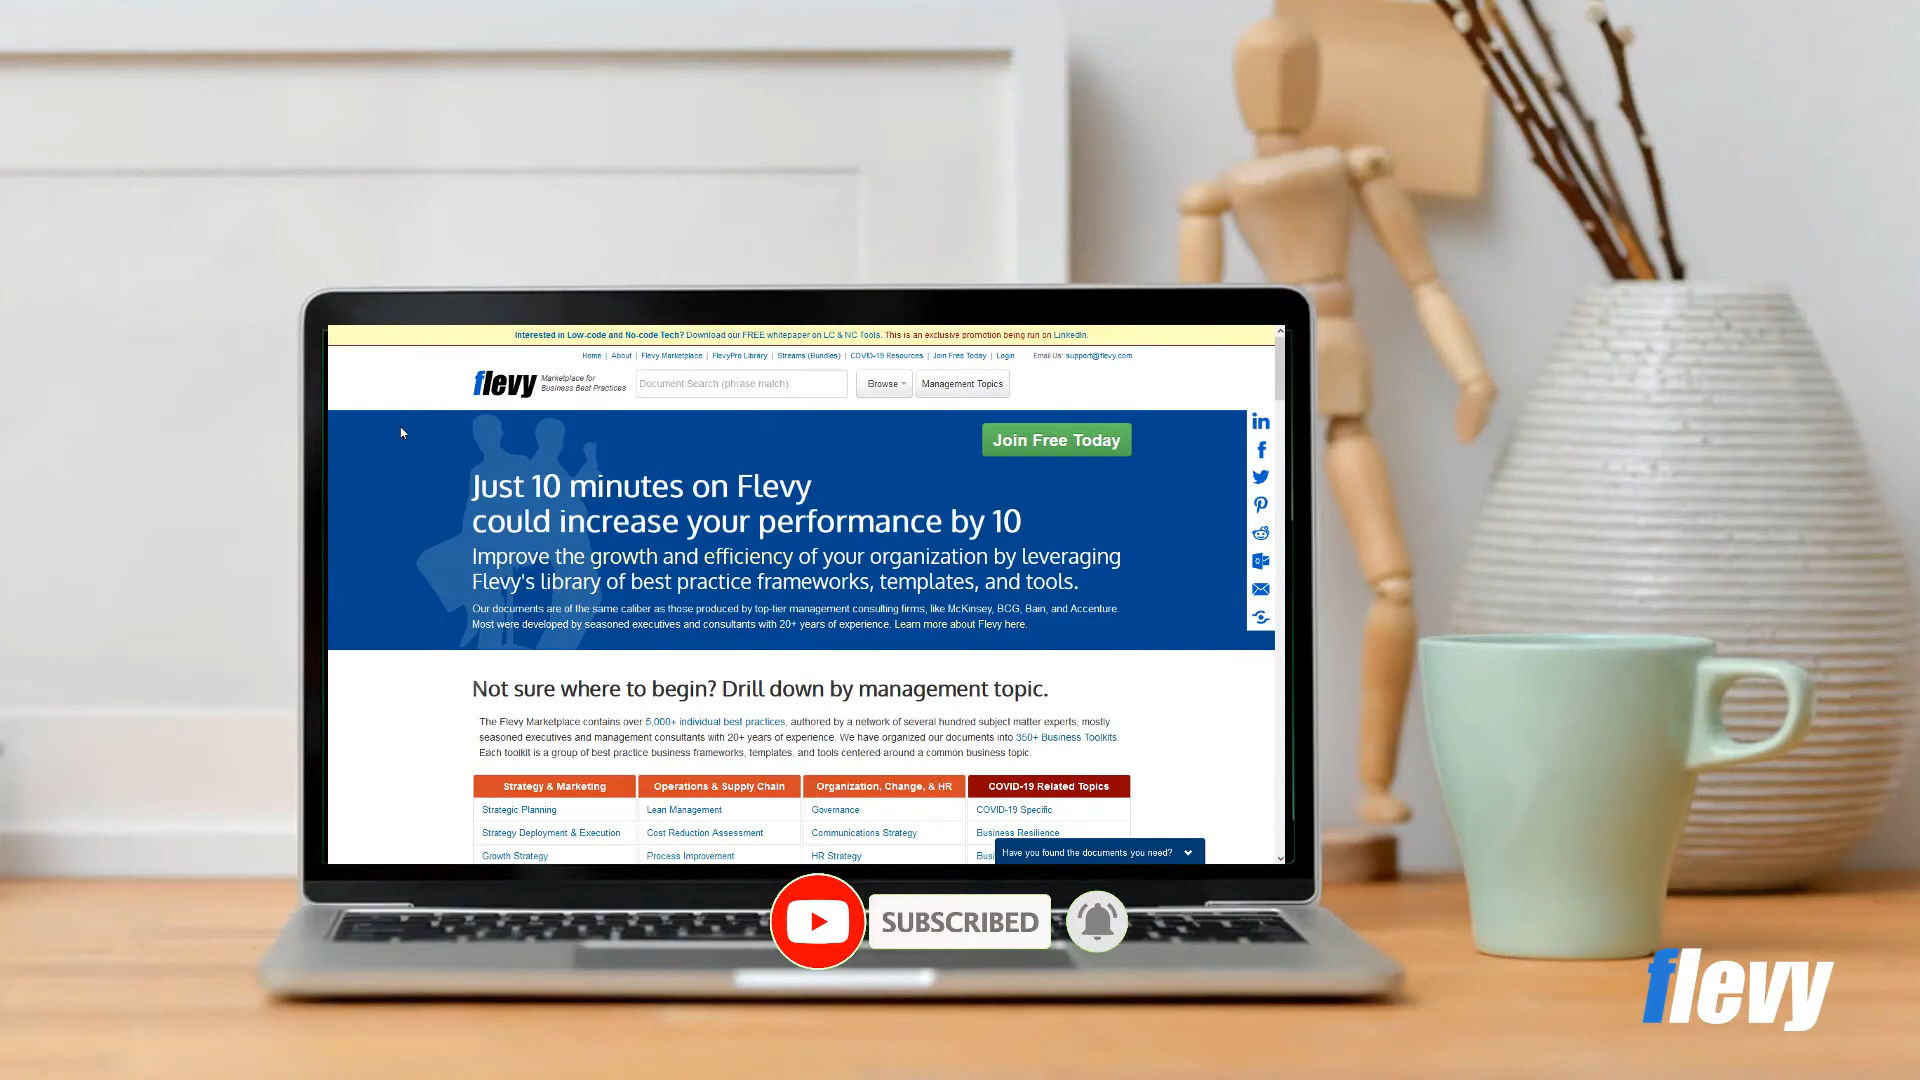 Interested in Low-code and No-code Tech? Download our FREE whitepaper on LC & NC Tools. This is an exclusive promotion being run on LinkedIn.
Home | About | Flevy Marketplace | FlevyPro Library | Streams (Bundles) | COVID-19 Resources | Join Free Today | Login Email Us: support@flevy.com
flevy Marketplace for Business Best Practices
Document Search (phrase match)
Browse
Management Topics
Join Free Today
Just 10 minutes on Flevy
could increase your performance by 10
Improve the growth and efficiency of your organization by leveraging
Flevy's library of best practice frameworks, templates, and tools.
Our documents are of the same caliber as those produced by top-tier management consulting firms, like McKinsey, BCG, Bain, and Accenture.
Most were developed by seasoned executives and consultants with 20+ years of experience. Learn more about Flevy here.
Not sure where to begin? Drill down by management topic.
The Flevy Marketplace contains over 5,000+ individual best practices, authored by a network of several hundred subject matter experts, mostly
seasoned executives and management consultants with 20+ years of experience. We have organized our documents into 350+ Business Toolkits.
Each toolkit is a group of best practice business frameworks, templates, and tools centered around a common business topic.
Strategy & Marketing Operations & Supply Chain Organization, Change, & HR COVID-19 Related Topics
Strategic Planning Lean Management Governance COVID-19 Specific
Strategy Deployment & Execution Cost Reduction Assessment Communications Strategy Business Resilience
Growth Strategy Process Improvement HR Strategy Busi
Have you found the documents you need?
SUBSCRIBED
flevy